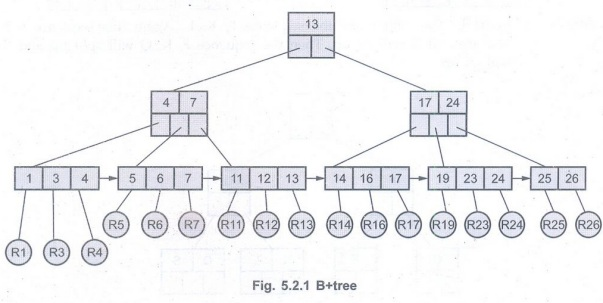 13
4 7
17 24
1 3 4 5 6 7 11 12 13 14 16 17 19 23 24 25 26
R5 R6 R7 R11 R12 R13 R14 R16 R17 R19 R23 R24 R25 R26
R1 R3 R4
Fig. 5.2.1 B+tree